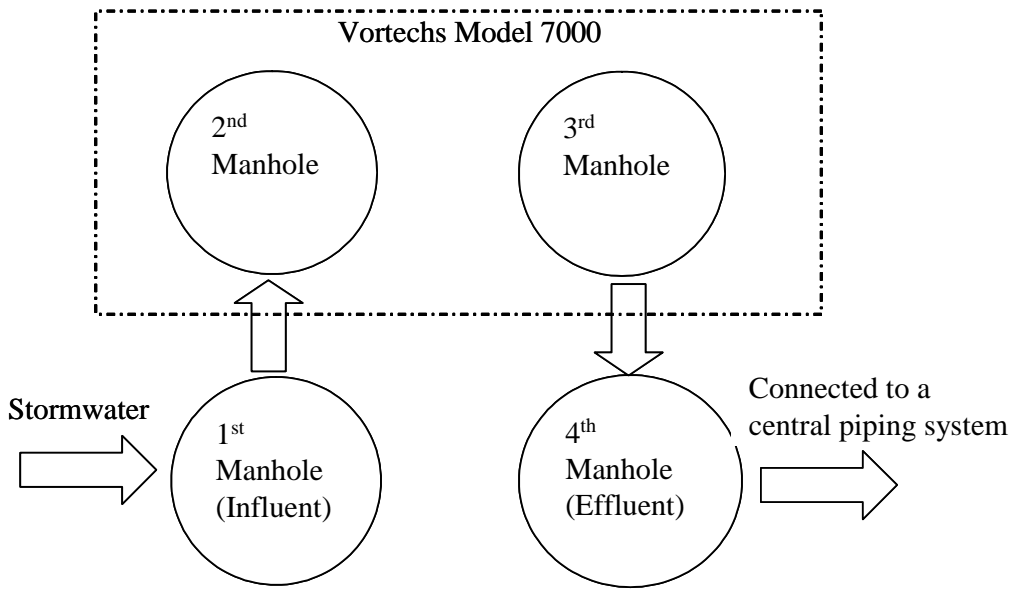 Vortechs Model 7000
2nd
Manhole
3rd
Manhole
Stormwater
1st
Manhole
(Influent)
4th
Manhole
(Effluent)
Connected to a
central piping system